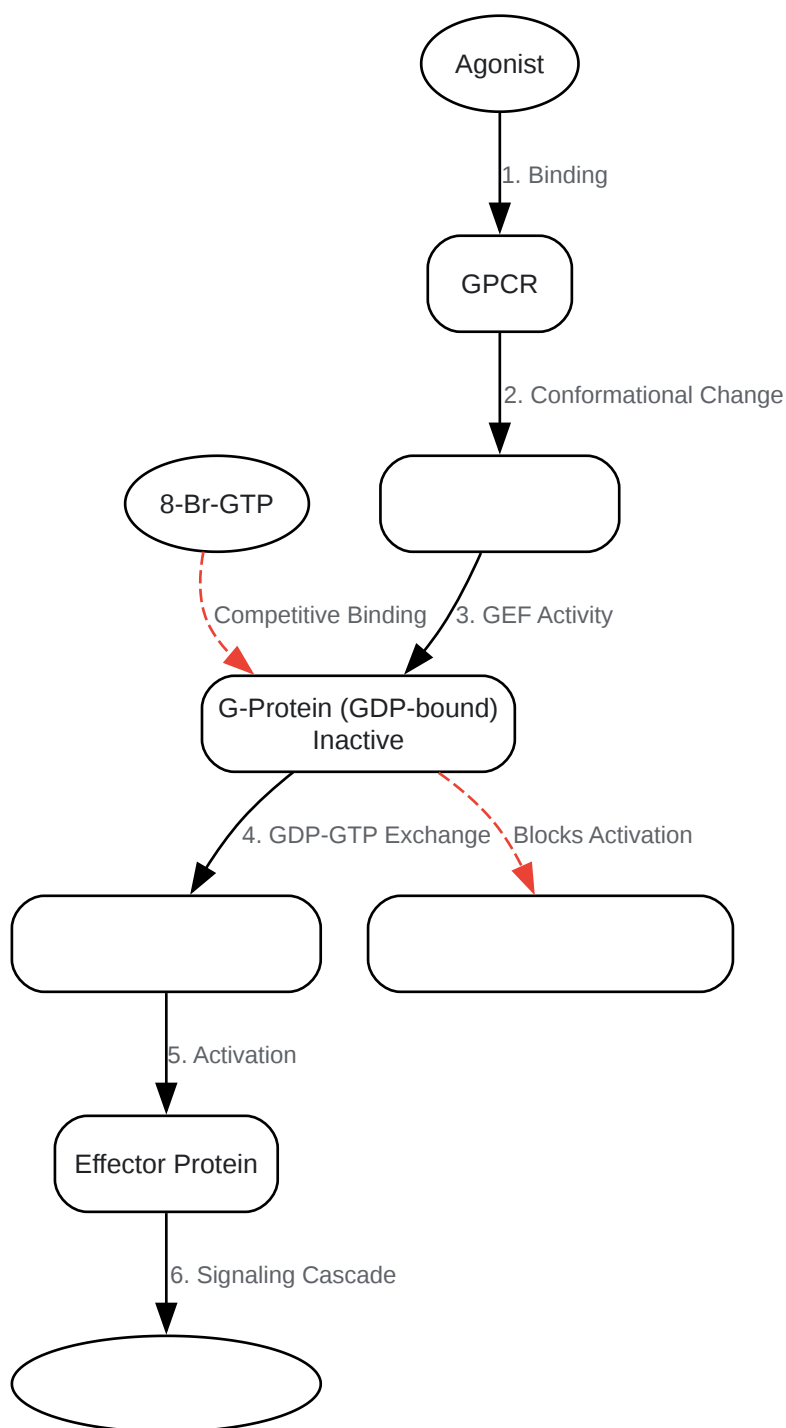 Agonist
1. Binding
GPCR
2. Conformational Change
8-Br-GTP
Competitive Binding
3. GEF Activity
G-Protein (GDP-bound)
Inactive
4. GDP-GTP Exchange
Blocks Activation
5. Activation
Effector Protein
6. Signaling Cascade